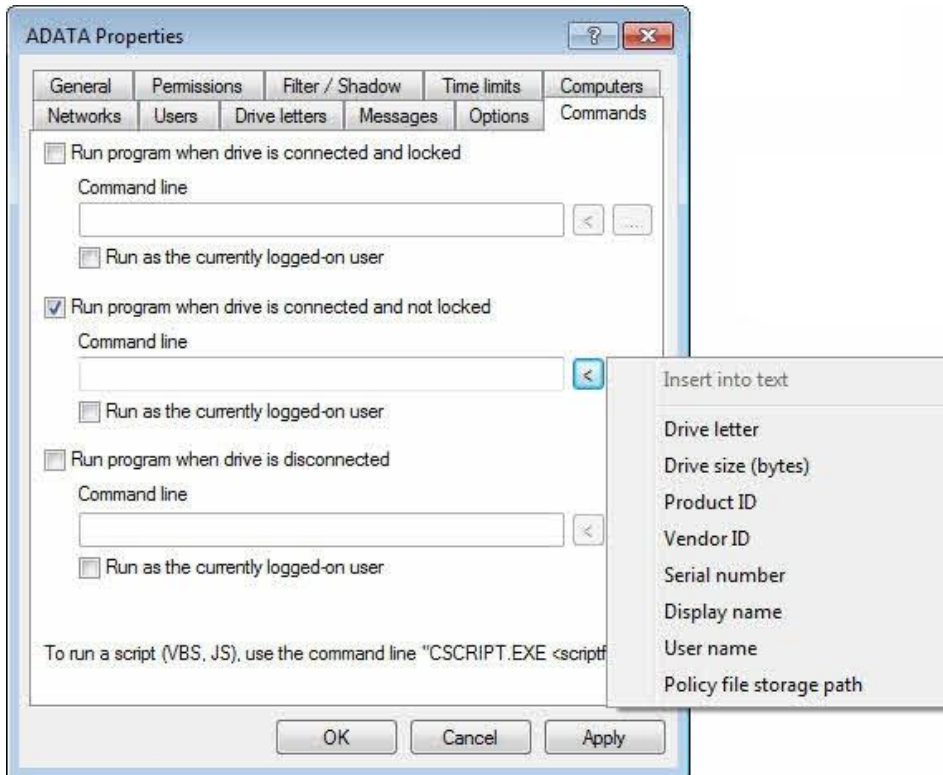 ADATA Properties
General Permissions Filter / Shadow Time limits Computers
Networks Users Drive letters Messages Options Commands
Run program when drive is connected and locked
Command line
< ...
Run as the currently logged-on user
Run program when drive is connected and not locked
Command line
<
Run as the currently logged-on user
Run program when drive is disconnected
Command line
<
Run as the currently logged-on user
To run a script (VBS, JS), use the command line "CSCRIPT.EXE <scriptf
Insert into text
Drive letter
Drive size (bytes)
Product ID
Vendor ID
Serial number
Display name
User name
Policy file storage path
OK Cancel Apply